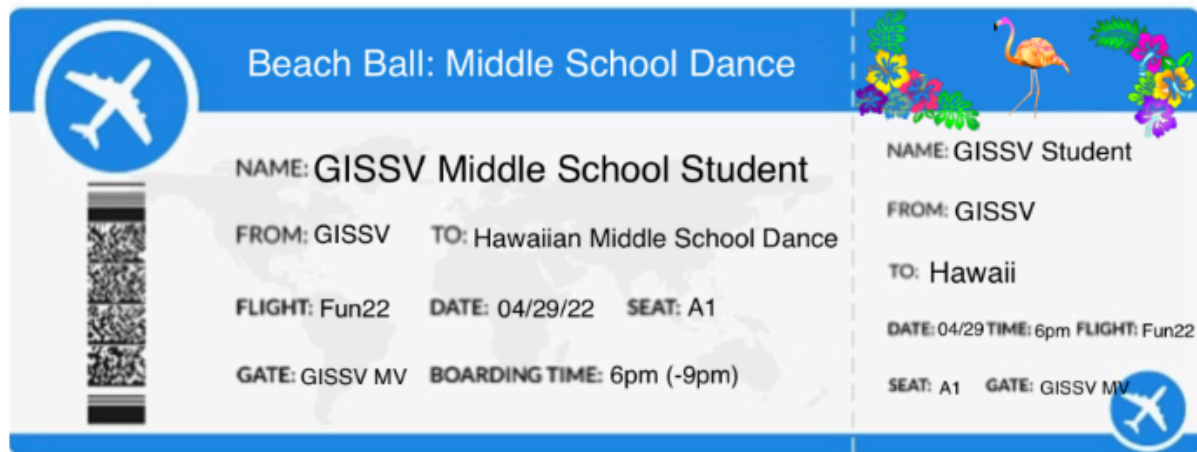 Beach Ball: Middle School Dance
NAME: GISSV Middle School Student
FROM: GISSV TO: Hawaiian Middle School Dance
FLIGHT: Fun22 DATE: 04/29/22 SEAT: A1
GATE: GISSV MV BOARDING TIME: 6pm (-9pm)
NAME: GISSV Student
FROM: GISSV
TO: Hawaii
DATE: 04/29 TIME: 6pm FLIGHT: Fun22
SEAT: A1 GATE: GISSV MV